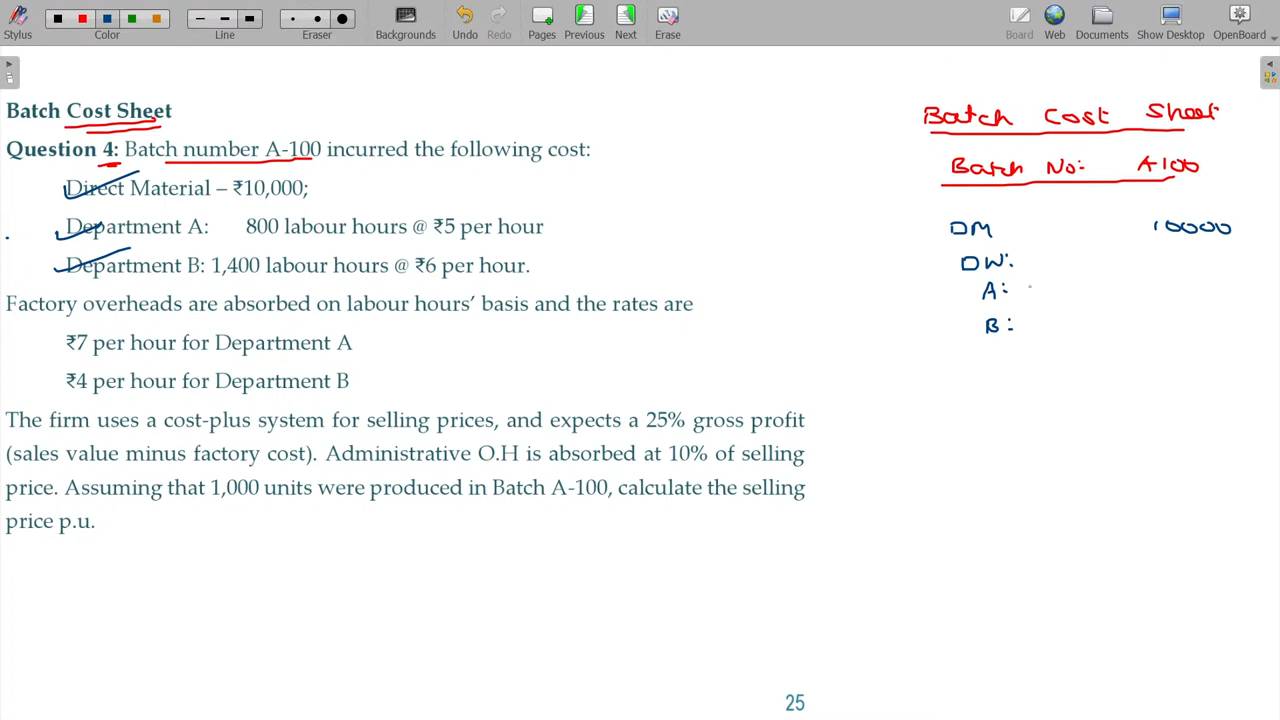 Stylus Color Line Eraser Backgrounds Undo Redo Pages Previous Next Erase Board Web Documents Show Desktop OpenBoard
Batch Cost Sheet
Question 4: Batch number A-100 incurred the following cost:
Direct Material – ₹10,000;
Department A: 800 labour hours @ ₹5 per hour
Department B: 1,400 labour hours @ ₹6 per hour.
Factory overheads are absorbed on labour hours’ basis and the rates are
₹7 per hour for Department A
₹4 per hour for Department B
The firm uses a cost-plus system for selling prices, and expects a 25% gross profit
(sales value minus factory cost). Administrative O.H is absorbed at 10% of selling
price. Assuming that 1,000 units were produced in Batch A-100, calculate the selling
price p.u.
25
Batch Cost Sheet
Batch No: A-100
DM 10000
DW:
A:
B: